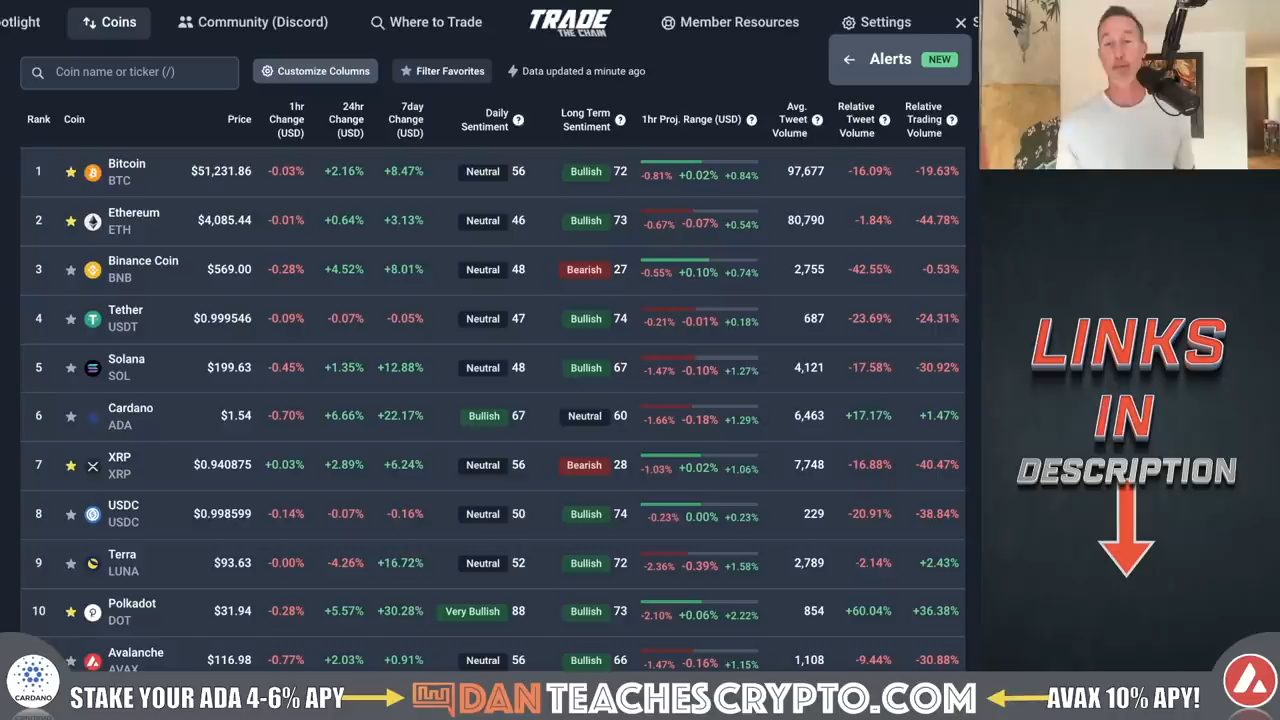 otlight Coins Community (Discord) Where to Trade TRADE THE CHAIN Member Resources Settings S
Coin name or ticker (/) Customize Columns Filter Favorites Data updated a minute ago Alerts NEW
Rank Coin Price 1hr Change (USD) 24hr Change (USD) 7day Change (USD) Daily Sentiment Long Term Sentiment 1hr Proj. Range (USD) Avg. Tweet Volume Relative Tweet Volume Relative Trading Volume
1 Bitcoin BTC $51,231.86 -0.03% +2.16% +8.47% Neutral 56 Bullish 72 -0.81% +0.02% +0.84% 97,677 -16.09% -19.63%
2 Ethereum ETH $4,085.44 -0.01% +0.64% +3.13% Neutral 46 Bullish 73 -0.67% -0.07% +0.54% 80,790 -1.84% -44.78%
3 Binance Coin BNB $569.00 -0.28% +4.52% +8.01% Neutral 48 Bearish 27 -0.55% +0.10% +0.74% 2,755 -42.55% -0.53%
4 Tether USDT $0.999546 -0.09% -0.07% -0.05% Neutral 47 Bullish 74 -0.21% -0.01% +0.18% 687 -23.69% -24.31%
5 Solana SOL $199.63 -0.45% +1.35% +12.88% Neutral 48 Bullish 67 -1.47% -0.10% +1.27% 4,121 -17.58% -30.92%
6 Cardano ADA $1.54 -0.70% +6.66% +22.17% Bullish 67 Neutral 60 -1.66% -0.18% +1.29% 6,463 +17.17% +1.47%
7 XRP XRP $0.940875 +0.03% +2.89% +6.24% Neutral 56 Bearish 28 -1.03% +0.02% +1.06% 7,748 -16.88% -40.47%
8 USDC USDC $0.998599 -0.14% -0.07% -0.16% Neutral 50 Bullish 74 -0.23% 0.00% +0.23% 229 -20.91% -38.84%
9 Terra LUNA $93.63 -0.00% -4.26% +16.72% Neutral 52 Bullish 72 -2.36% -0.39% +1.58% 2,789 -2.14% +2.43%
10 Polkadot DOT $31.94 -0.28% +5.57% +30.28% Very Bullish 88 Bullish 73 -2.10% +0.06% +2.22% 854 +60.04% +36.38%
Avalanche AVAX $116.98 -0.77% +2.03% +0.91% Neutral 56 Bullish 66 -1.47% -0.16% +1.15% 1,108 -9.44% -30.88%
LINKS
IN
DESCRIPTION
CARDANO STAKE YOUR ADA 4-6% APY DANTEACHESCRYPTO.COM AVAX 10% APY!